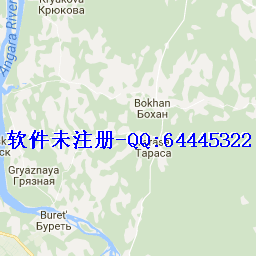 Kryukova
Крюкова
Angara River
Bokhan
Бохан
软件未注册-QQ:64445322
Тараса
Gryaznaya
Грязная
Buret'
Буреть